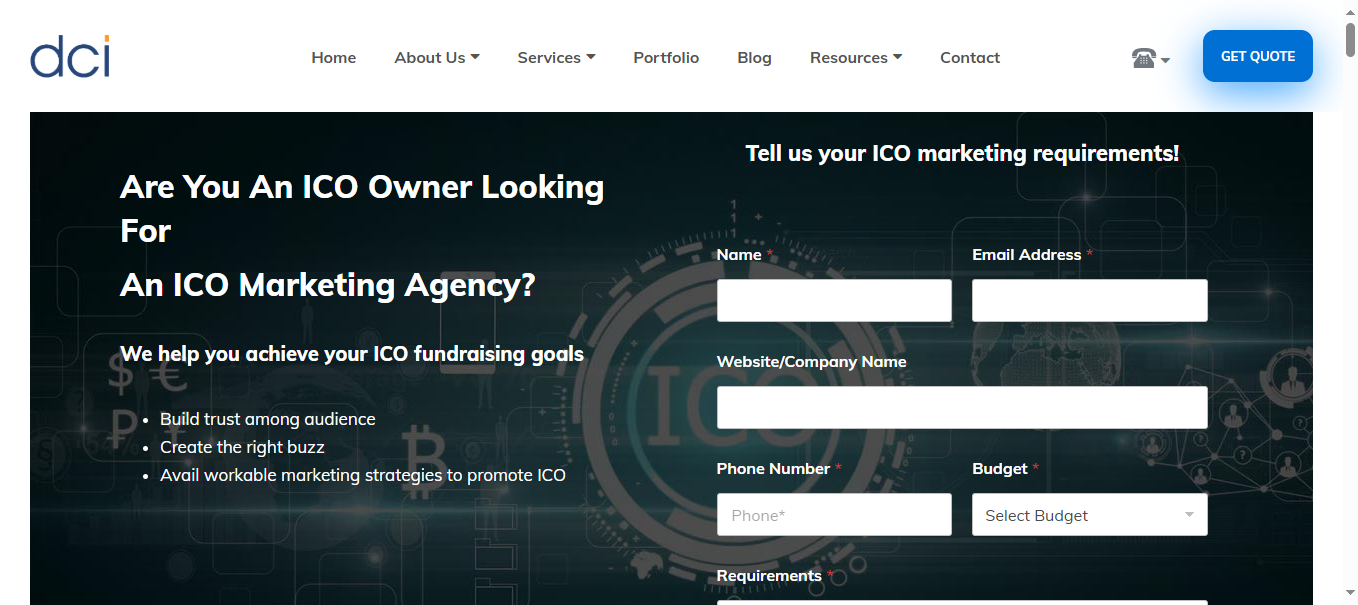 dci
Home About Us Services Portfolio Blog Resources Contact
GET QUOTE
Are You An ICO Owner Looking
For
An ICO Marketing Agency?
We help you achieve your ICO fundraising goals
• Build trust among audience
• Create the right buzz
• Avail workable marketing strategies to promote ICO
Tell us your ICO marketing requirements!
Name * Email Address *
Website/Company Name
Phone Number * Budget *
Phone* Select Budget
Requirements *
ICO